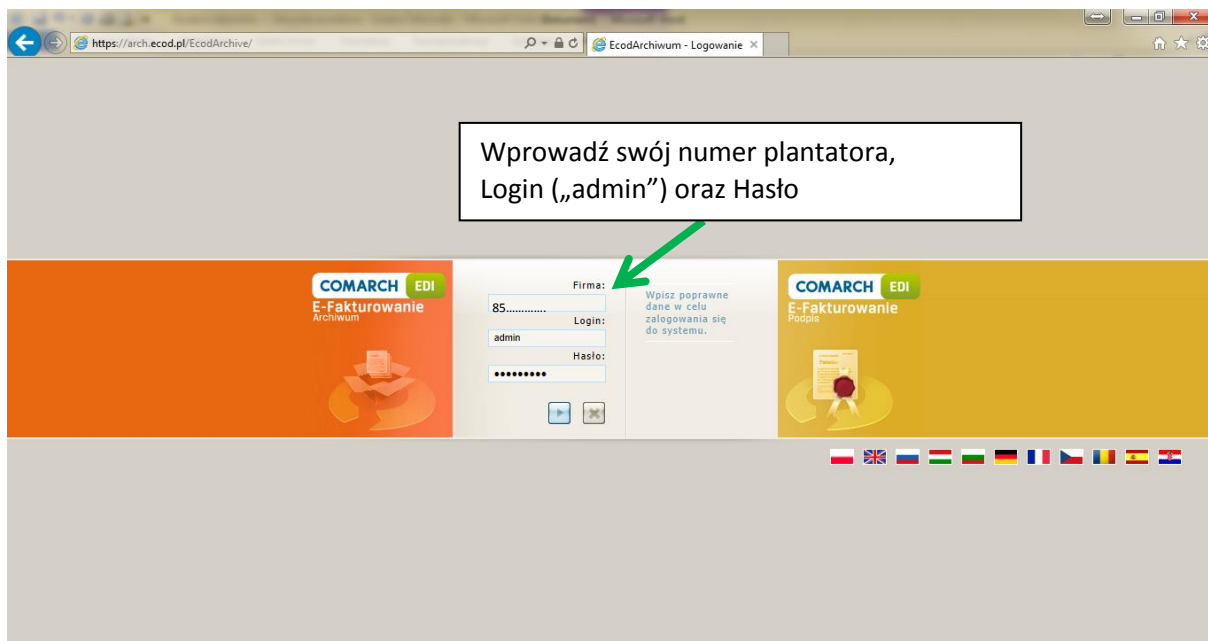 https://arch.ecod.pl/EcodArchive/
EcodArchiwum - Logowanie
Wprowadź swój numer plantatora,
Login („admin”) oraz Hasło
COMARCH EDI
E-Fakturowanie
Archiwum
Firma:
85.............
Login:
admin
Hasło:
•••••••••
Wpisz poprawne
dane w celu
zalogowania się
do systemu.
COMARCH EDI
E-Fakturowanie
Podpis